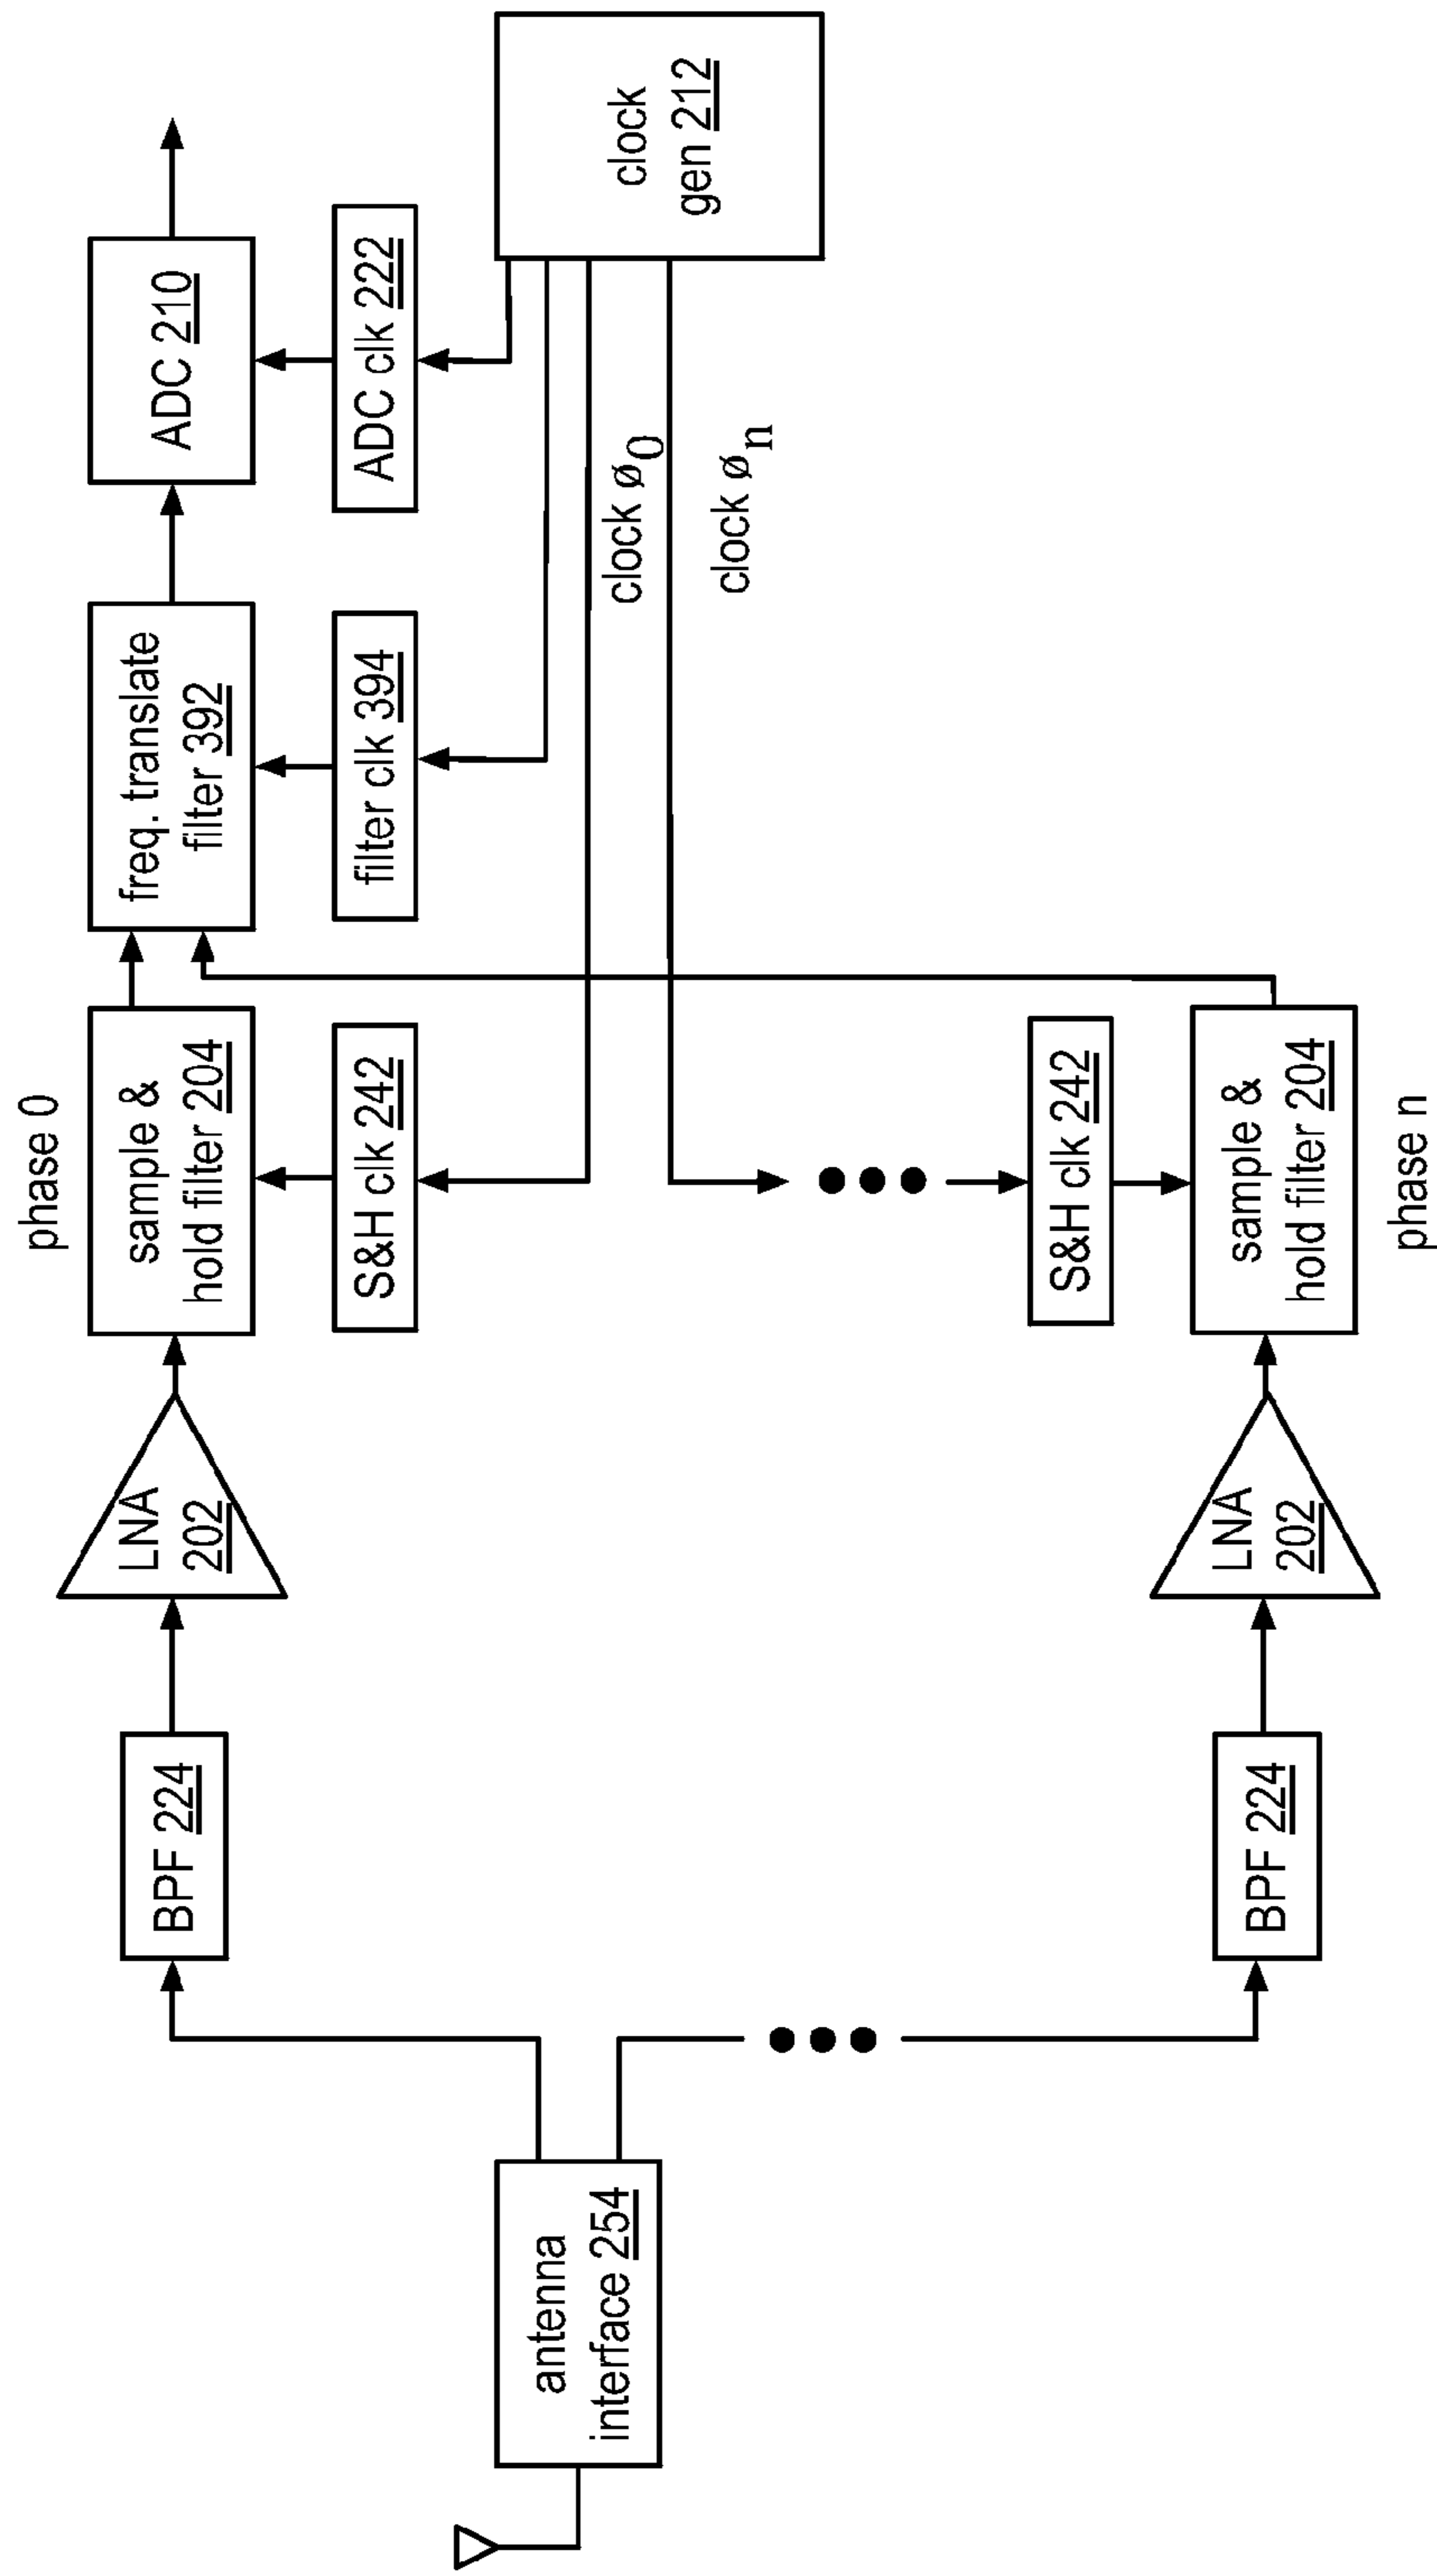 phase 0
antenna
interface 254
BPF 224
LNA
202
sample &
hold filter 204
S&H clk 242
freq. translate
filter 392
filter clk 394
ADC 210
ADC clk 222
clock
gen 212
clock ø0
clock øn
BPF 224
LNA
202
S&H clk 242
sample &
hold filter 204
phase n